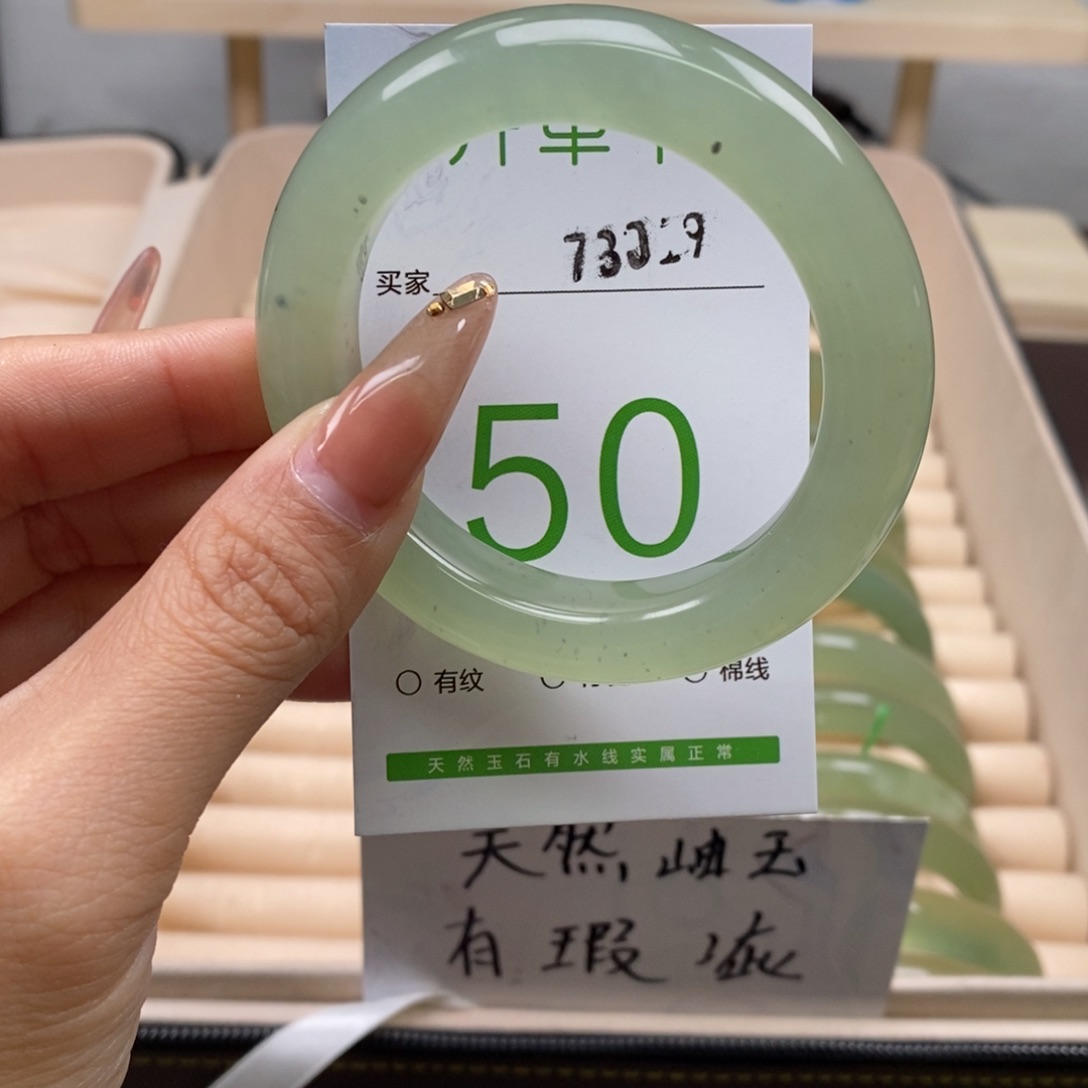 买家 73029
50
○ 有纹 ○ ○ 棉线
天然玉石有水线实属正常
天然岫玉
有瑕疵